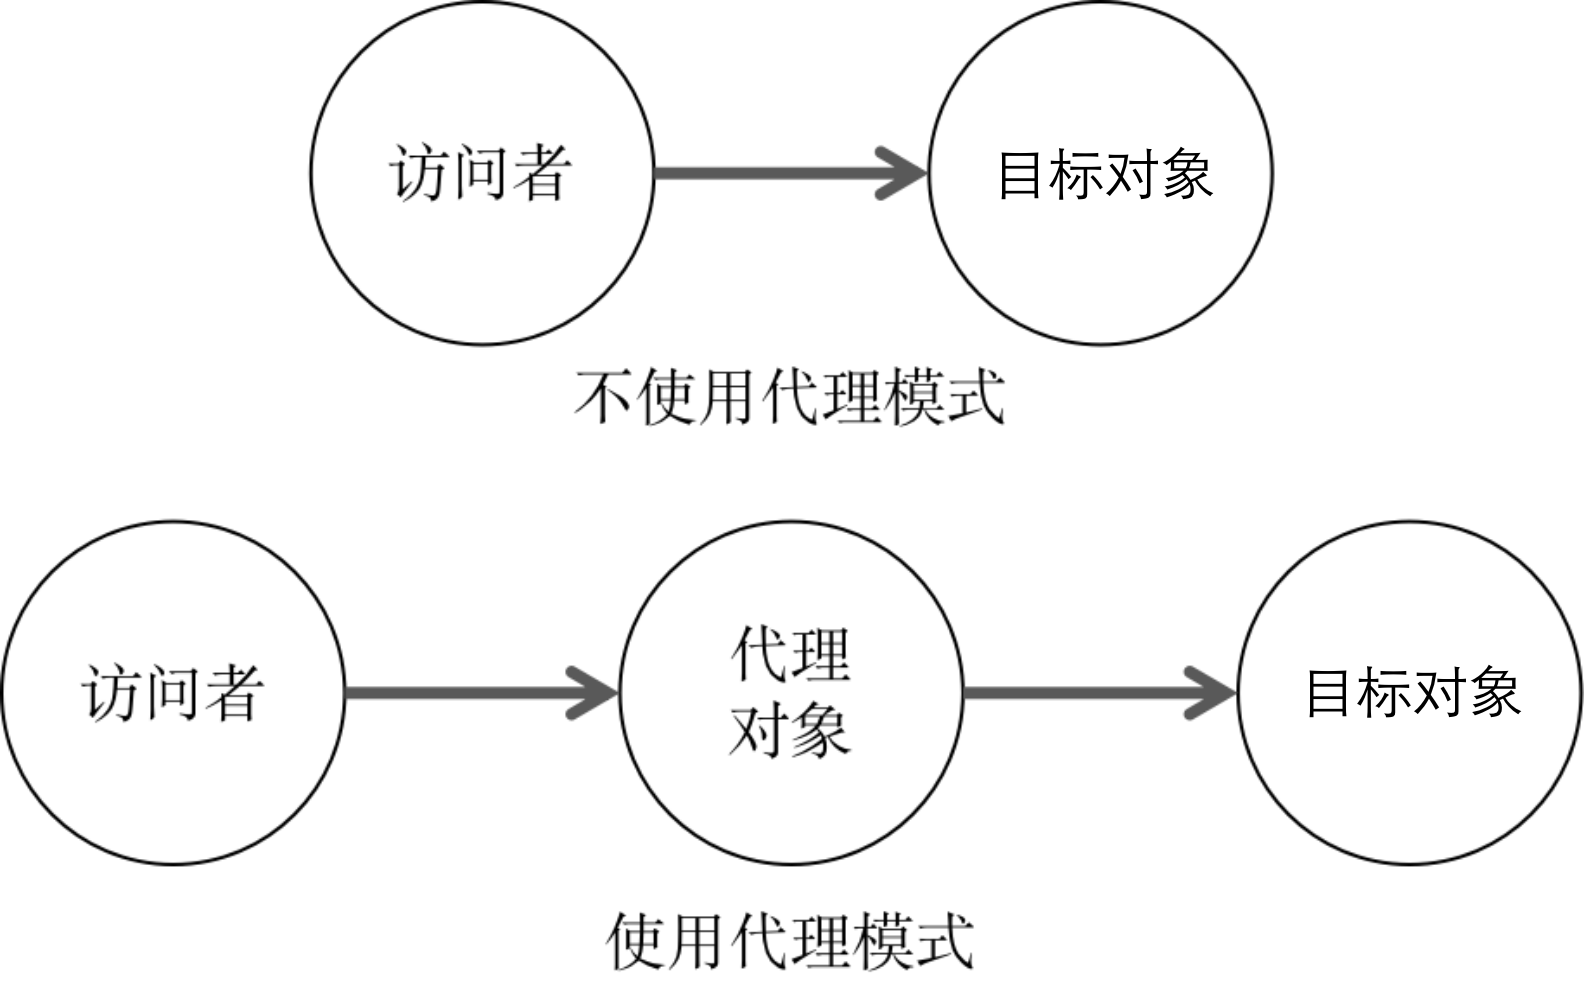 访问者
目标对象
不使用代理模式
访问者
代理
对象
目标对象
使用代理模式